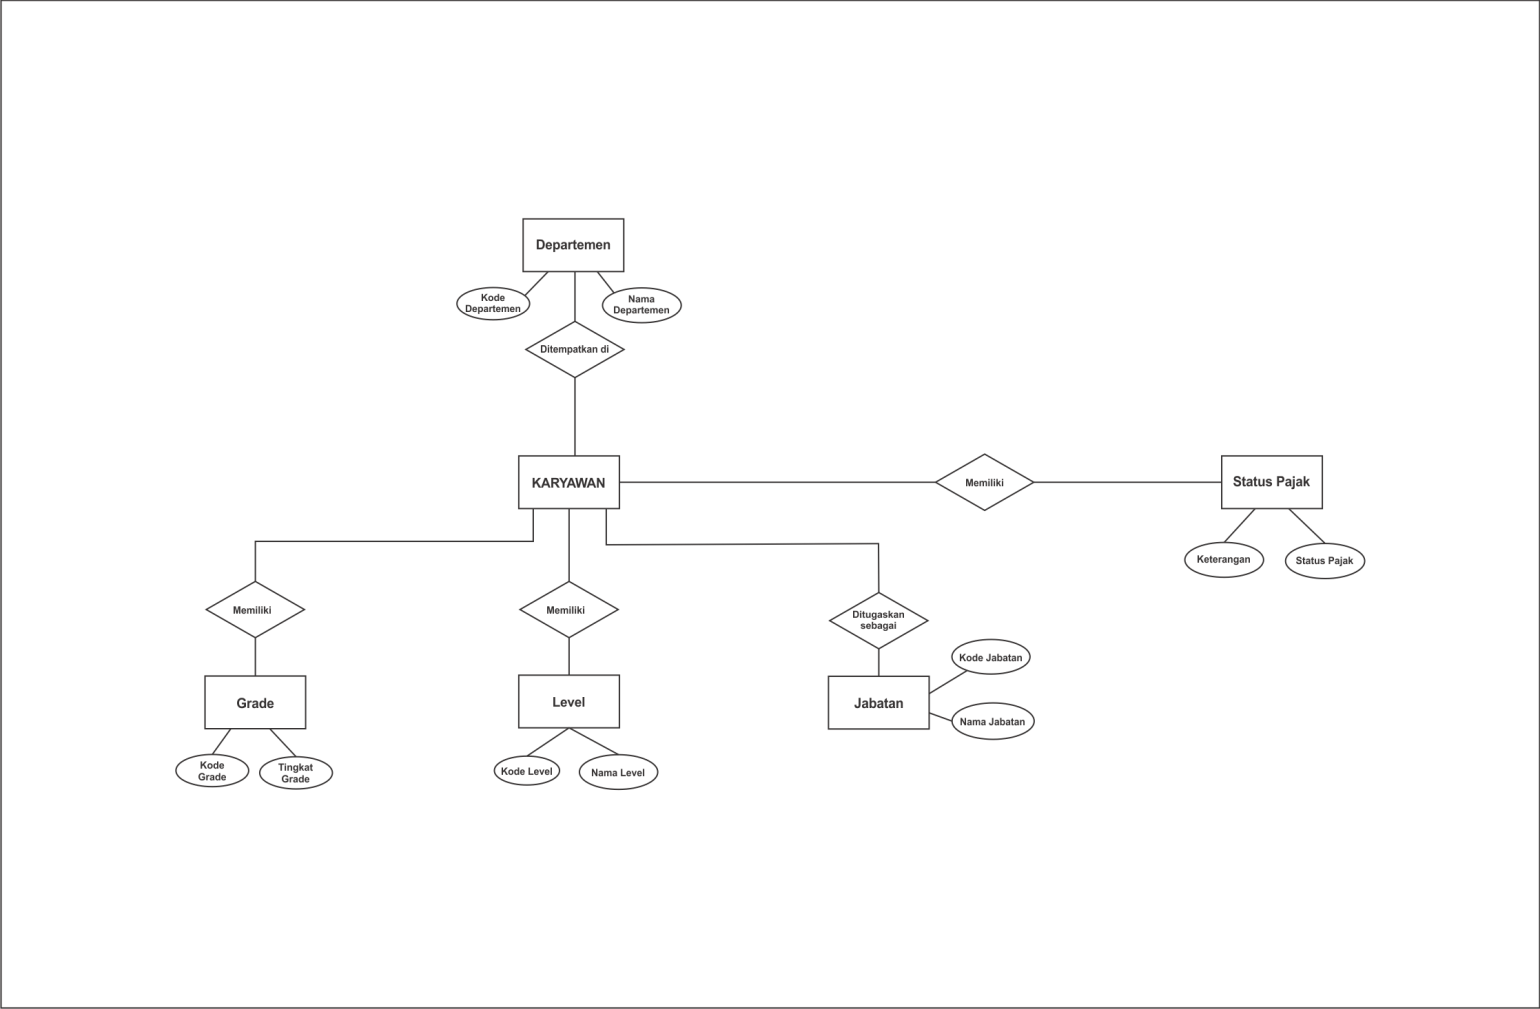 Departemen
Kode
Departemen
Nama
Departemen
Ditempatkan di
KARYAWAN
Memiliki
Status Pajak
Keterangan
Status Pajak
Memiliki
Memiliki
Ditugaskan
sebagai
Kode Jabatan
Grade
Level
Jabatan
Nama Jabatan
Kode
Grade
Tingkat
Grade
Kode Level
Nama Level